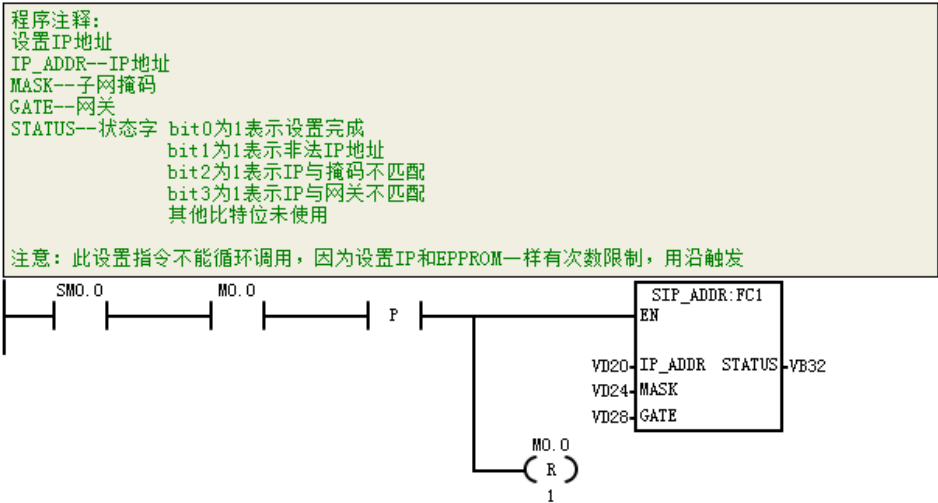 程序注释:
设置IP地址
IP_ADDR--IP地址
MASK--子网掩码
GATE--网关
STATUS--状态字 bit0为1表示设置完成
bit1为1表示非法IP地址
bit2为1表示IP与掩码不匹配
bit3为1表示IP与网关不匹配
其他比特位未使用
注意: 此设置指令不能循环调用，因为设置IP和EPPROM一样有次数限制，用沿触发
SM0.0 M0.0 SIP_ADDR:FC1
P EN
VD20 IP_ADDR STATUS VB32
VD24 MASK
VD28 GATE
M0.0
R
1